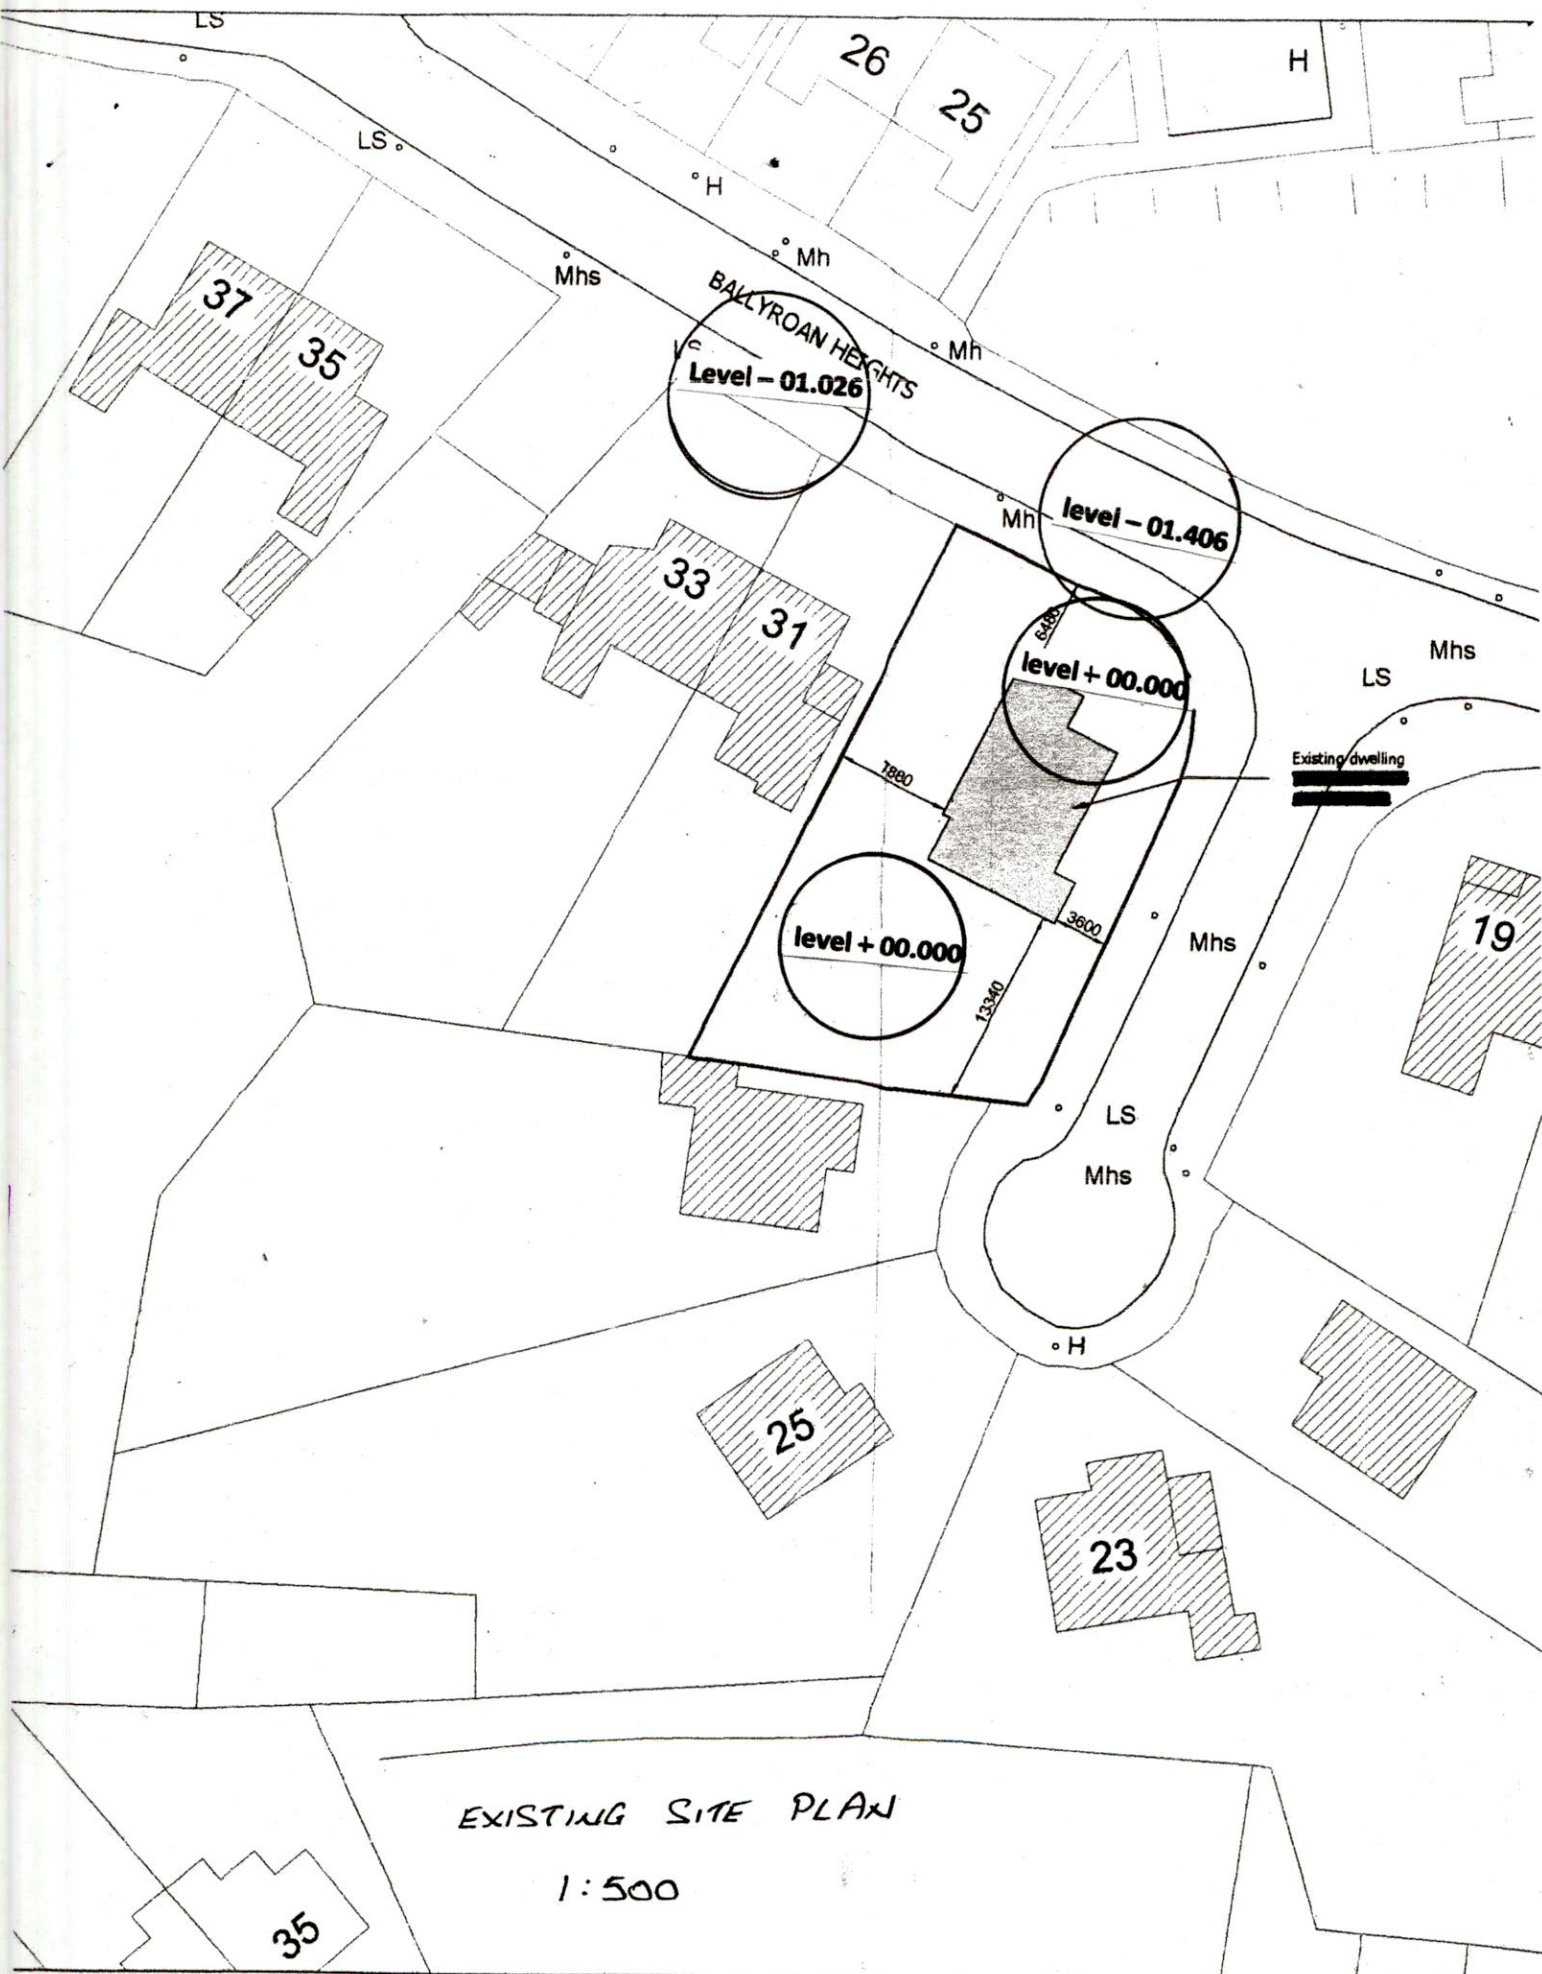 LS
26
25
H
LS
H
Mh
Mhs
BALLYROAN HEIGHTS
37
35
Mh
Level – 01.026
Mh
level – 01.406
33
31
6480
Mhs
LS
level + 00.000
Existing dwelling
7880
3600
19
Mhs
level + 00.000
13340
LS
Mhs
H
25
23
EXISTING SITE PLAN
1:500
35